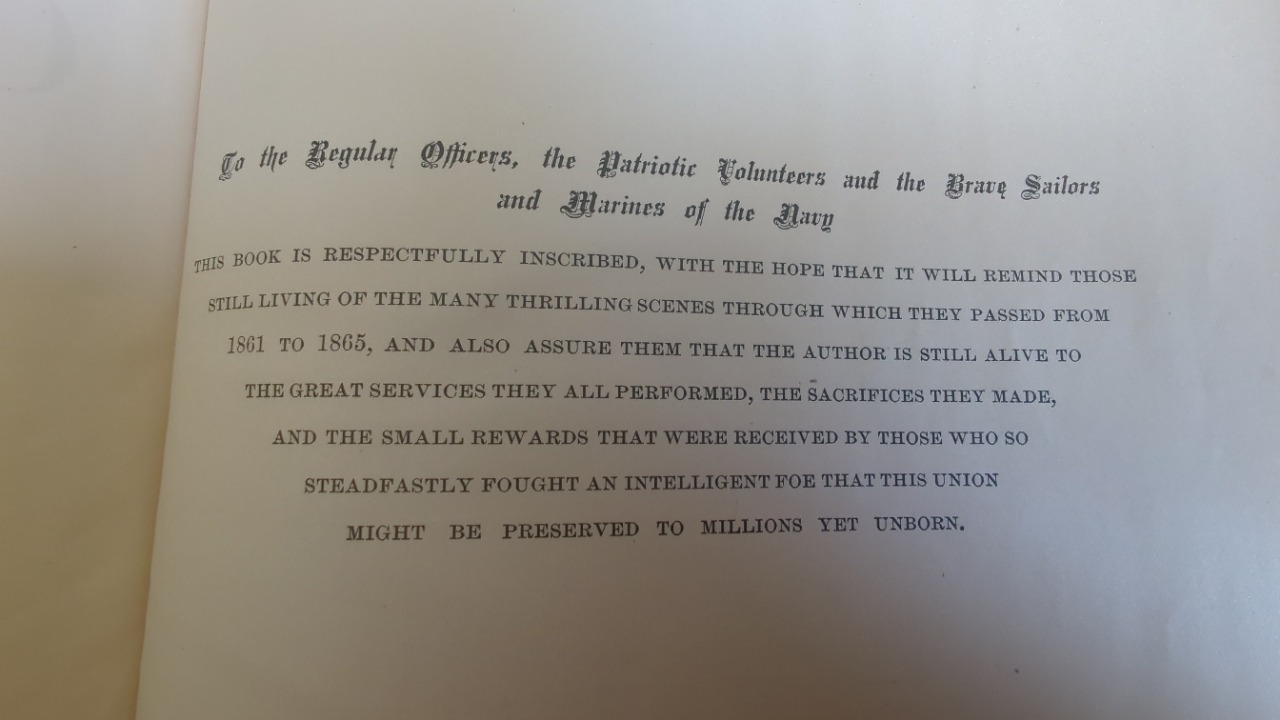 To the Regular Officers, the Patriotic Volunteers and the Brave Sailors
and Marines of the Navy
THIS BOOK IS RESPECTFULLY INSCRIBED, WITH THE HOPE THAT IT WILL REMIND THOSE
STILL LIVING OF THE MANY THRILLING SCENES THROUGH WHICH THEY PASSED FROM
1861 TO 1865, AND ALSO ASSURE THEM THAT THE AUTHOR IS STILL ALIVE TO
THE GREAT SERVICES THEY ALL PERFORMED, THE SACRIFICES THEY MADE,
AND THE SMALL REWARDS THAT WERE RECEIVED BY THOSE WHO SO
STEADFASTLY FOUGHT AN INTELLIGENT FOE THAT THIS UNION
MIGHT BE PRESERVED TO MILLIONS YET UNBORN.